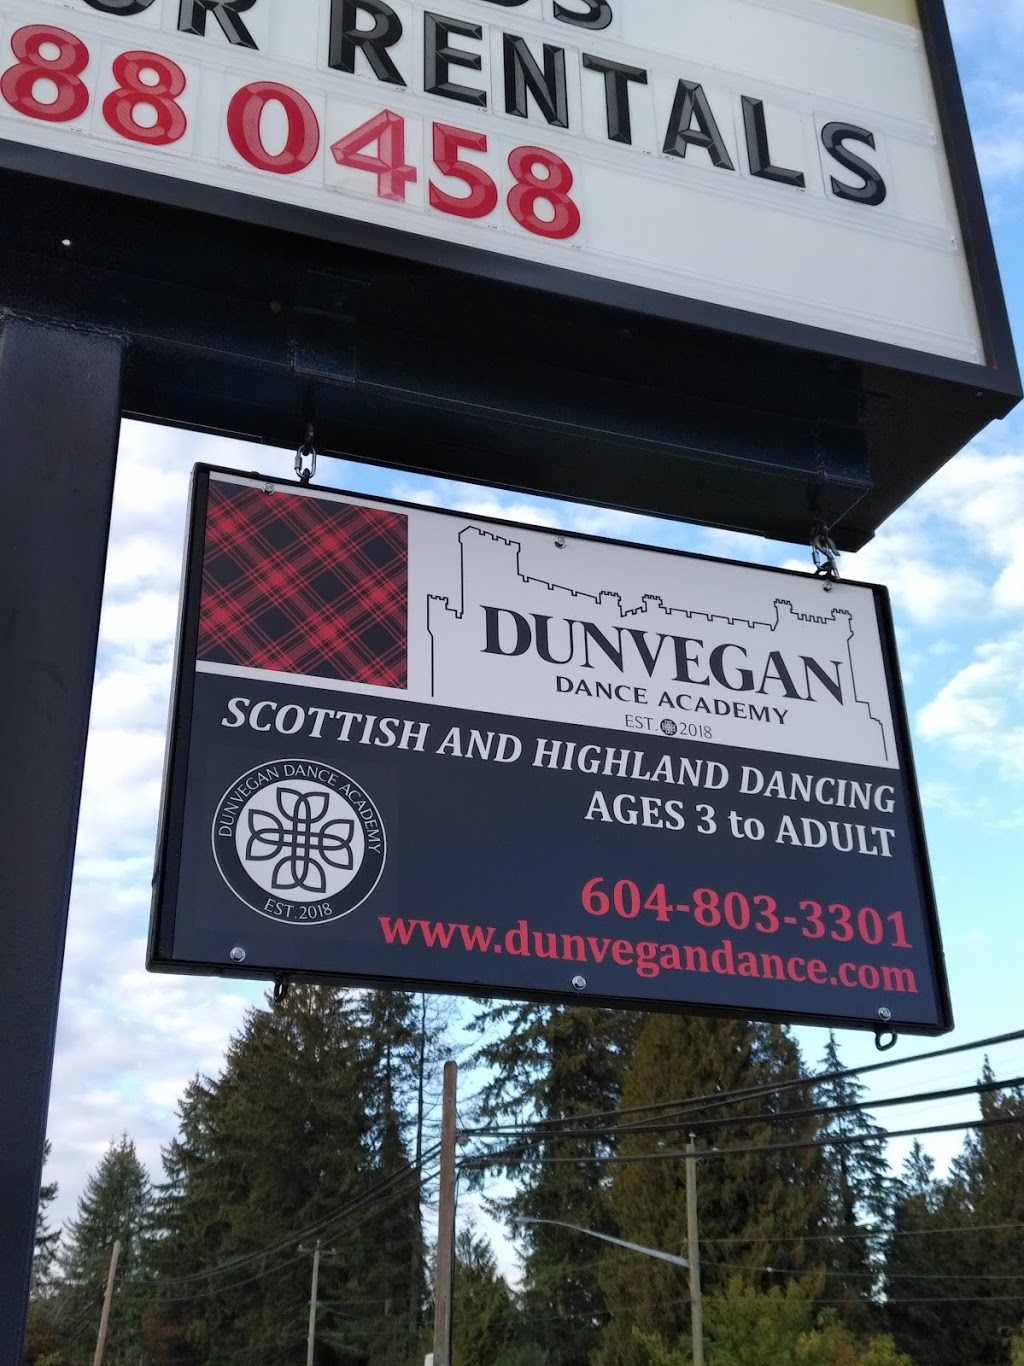 RENTALS
88 0458
DUNVEGAN
DANCE ACADEMY
EST. 2018
SCOTTISH AND HIGHLAND DANCING
AGES 3 to ADULT
DUNVEGAN DANCE ACADEMY
EST. 2018
604-803-3301
www.dunvegandance.com